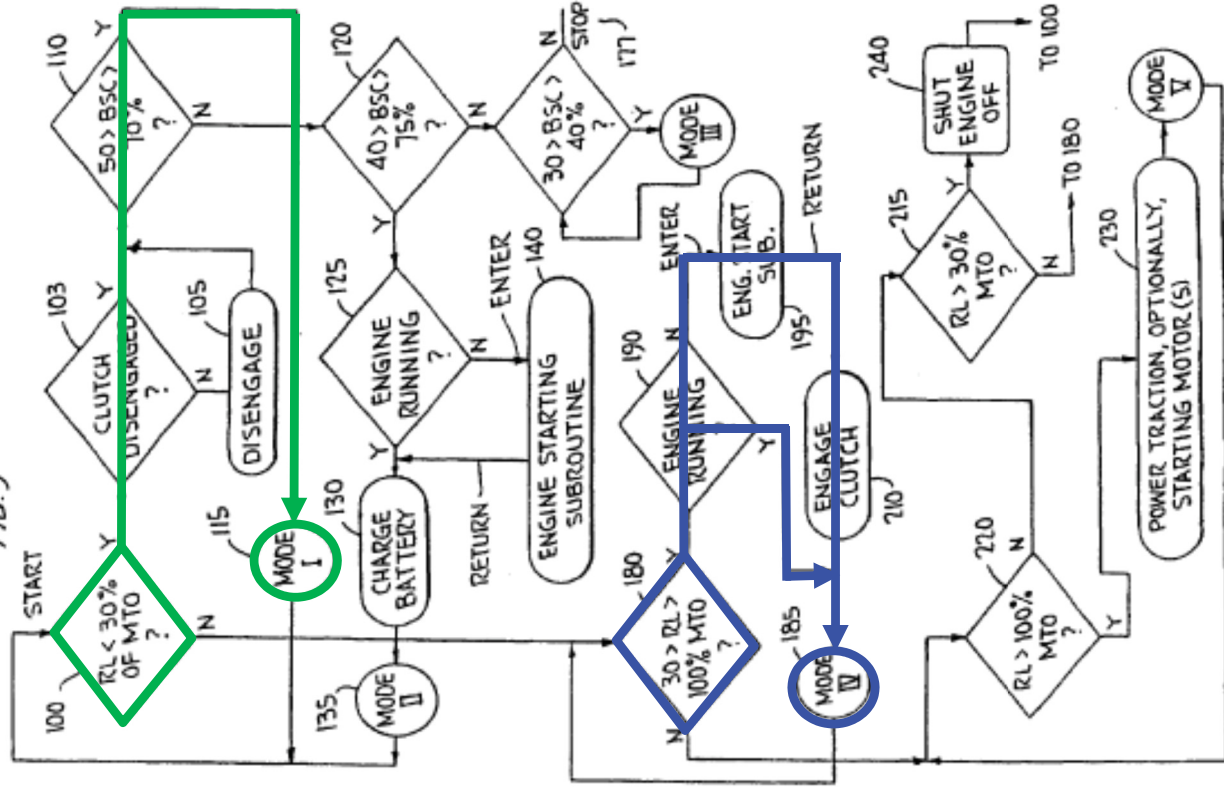 START
100
RL < 30%
OF MTO
?
Y
N
103
CLUTCH
DISENGAGED
?
Y
N
105
DISENGAGE
110
50 > BSC >
70%
?
Y
N
115
MODE
I
120
40 > BSC >
75%
?
Y
N
125
ENGINE
RUNNING
?
Y
N
ENTER
140
ENGINE STARTING
SUBROUTINE
RETURN
130
CHARGE
BATTERY
135
MODE
II
30 > BSC >
40%
?
N
STOP
177
Y
MODE
III
180
30 > RL >
100% MTO
?
Y
N
190
ENGINE
RUNNING
Y
N
ENTER
ENG. START
SUB.
195
RETURN
210
ENGAGE
CLUTCH
185
MODE
IV
220
RL > 100%
MTO
?
N
Y
215
RL > 30%
MTO
?
Y
N
TO 180
240
SHUT
ENGINE
OFF
TO 100
230
POWER TRACTION, OPTIONALLY,
STARTING MOTOR(S)
MODE
V